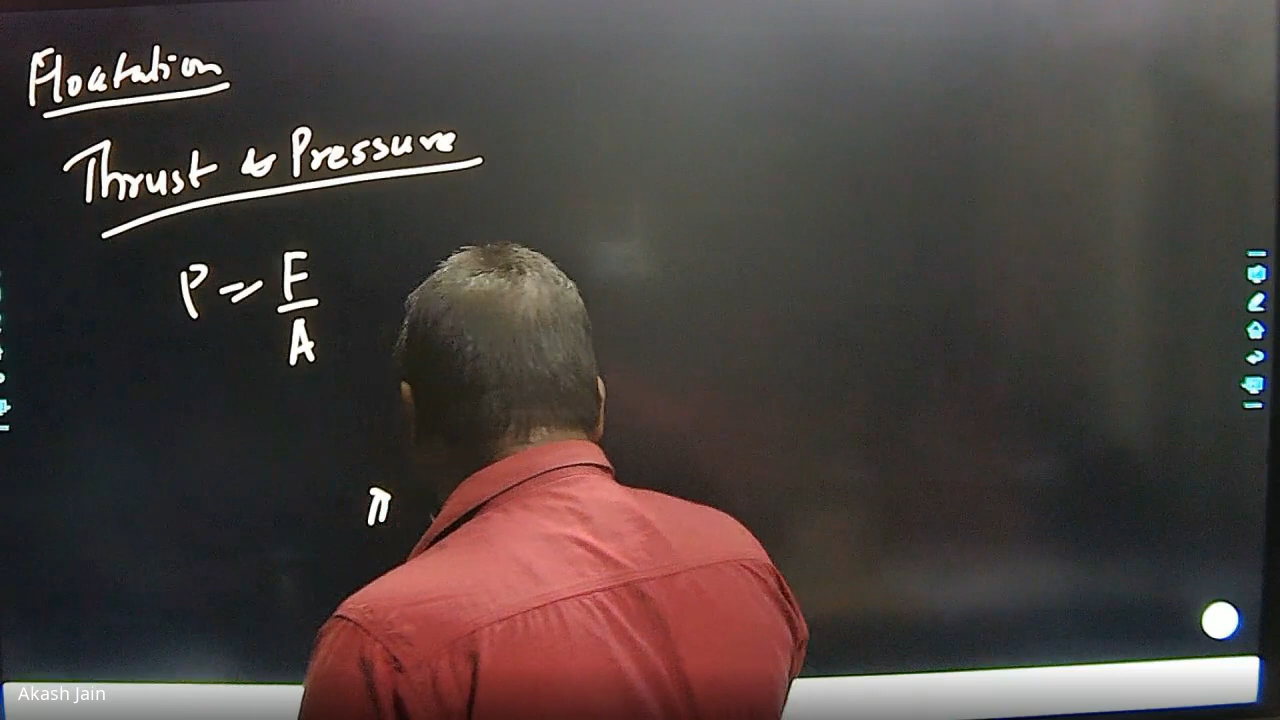 Floatation
Thrust & Pressure
P = F
A
π
Akash Jain